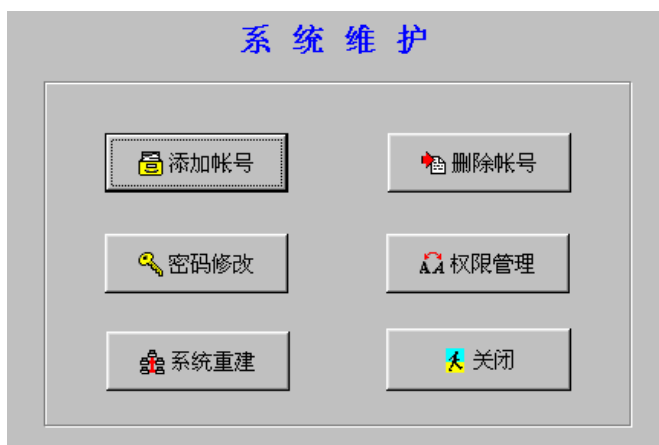 系统维护
添加帐号
删除帐号
密码修改
权限管理
系统重建
关闭